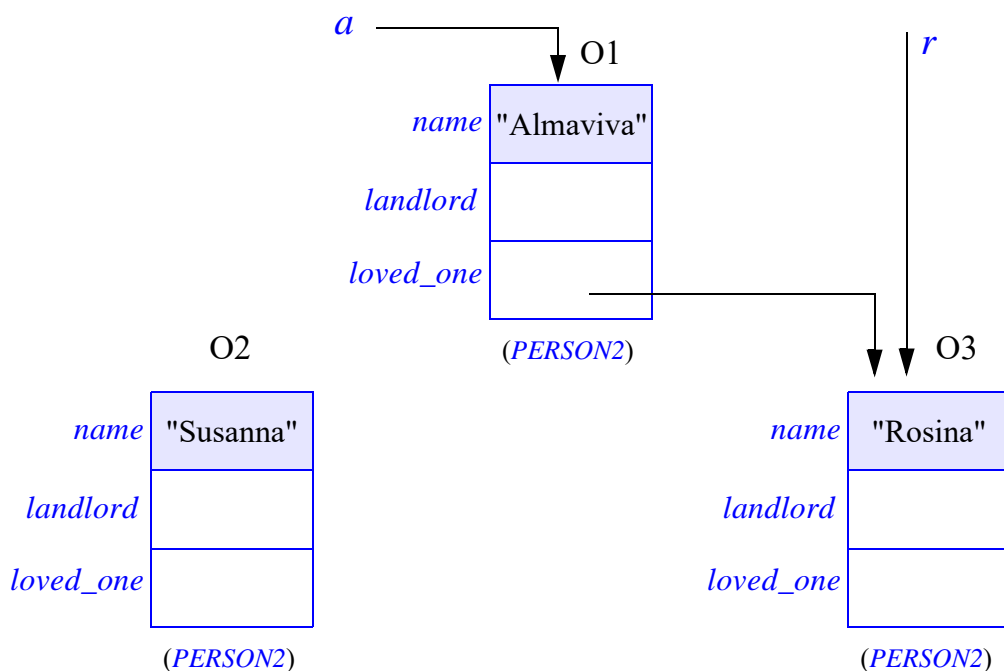 a
r
O1
name "Almaviva"
landlord
loved_one
(PERSON2)
O2
O3
name "Susanna"
name "Rosina"
landlord
landlord
loved_one
loved_one
(PERSON2)
(PERSON2)